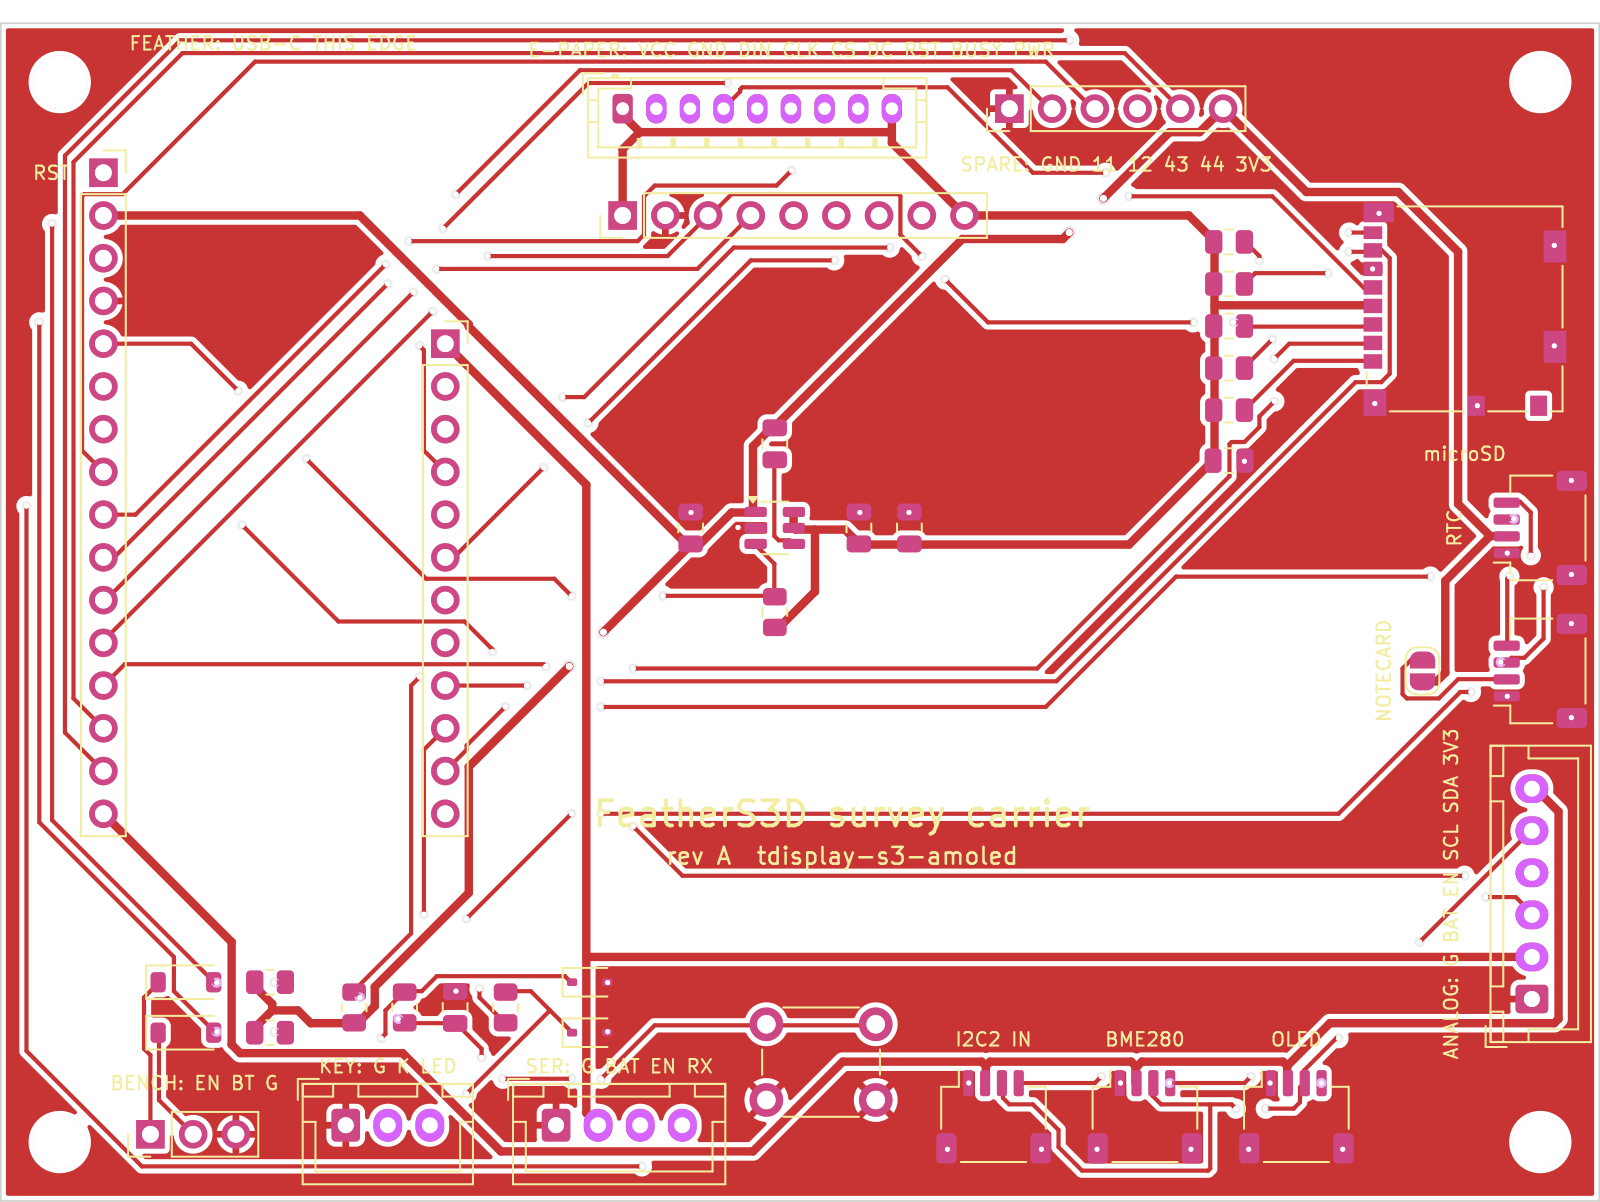 FEATHER: USB-C THIS EDGE
E-PAPER: VCC GND DIN CLK CS DC RST BUSY PWR
SPARE: GND 11 12 43 44 3V3
RST
microSD
RTC
NOTECARD
FeatherS3D survey carrier
rev A tdisplay-s3-amoled
ANALOG: G BAT EN SCL SDA 3V3
I2C2 IN
BME280
OLED
KEY: G K LED
SER: G BAT EN RX
BENCH: EN BT G